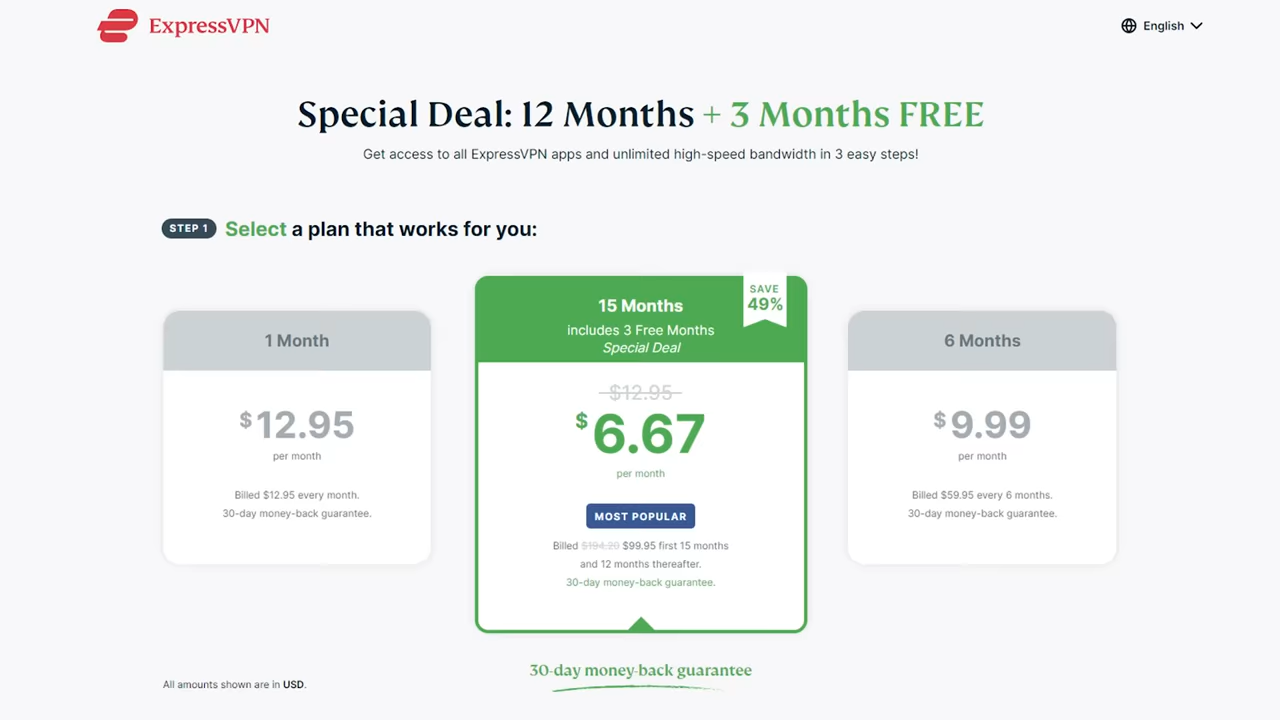 ExpressVPN
English
Special Deal: 12 Months + 3 Months FREE
Get access to all ExpressVPN apps and unlimited high-speed bandwidth in 3 easy steps!
STEP 1 Select a plan that works for you:
1 Month
$12.95
per month
Billed $12.95 every month.
30-day money-back guarantee.
SAVE
49%
15 Months
includes 3 Free Months
Special Deal
$12.95
$6.67
per month
MOST POPULAR
Billed $194.20 $99.95 first 15 months
and 12 months thereafter.
30-day money-back guarantee.
6 Months
$9.99
per month
Billed $59.95 every 6 months.
30-day money-back guarantee.
30-day money-back guarantee
All amounts shown are in USD.